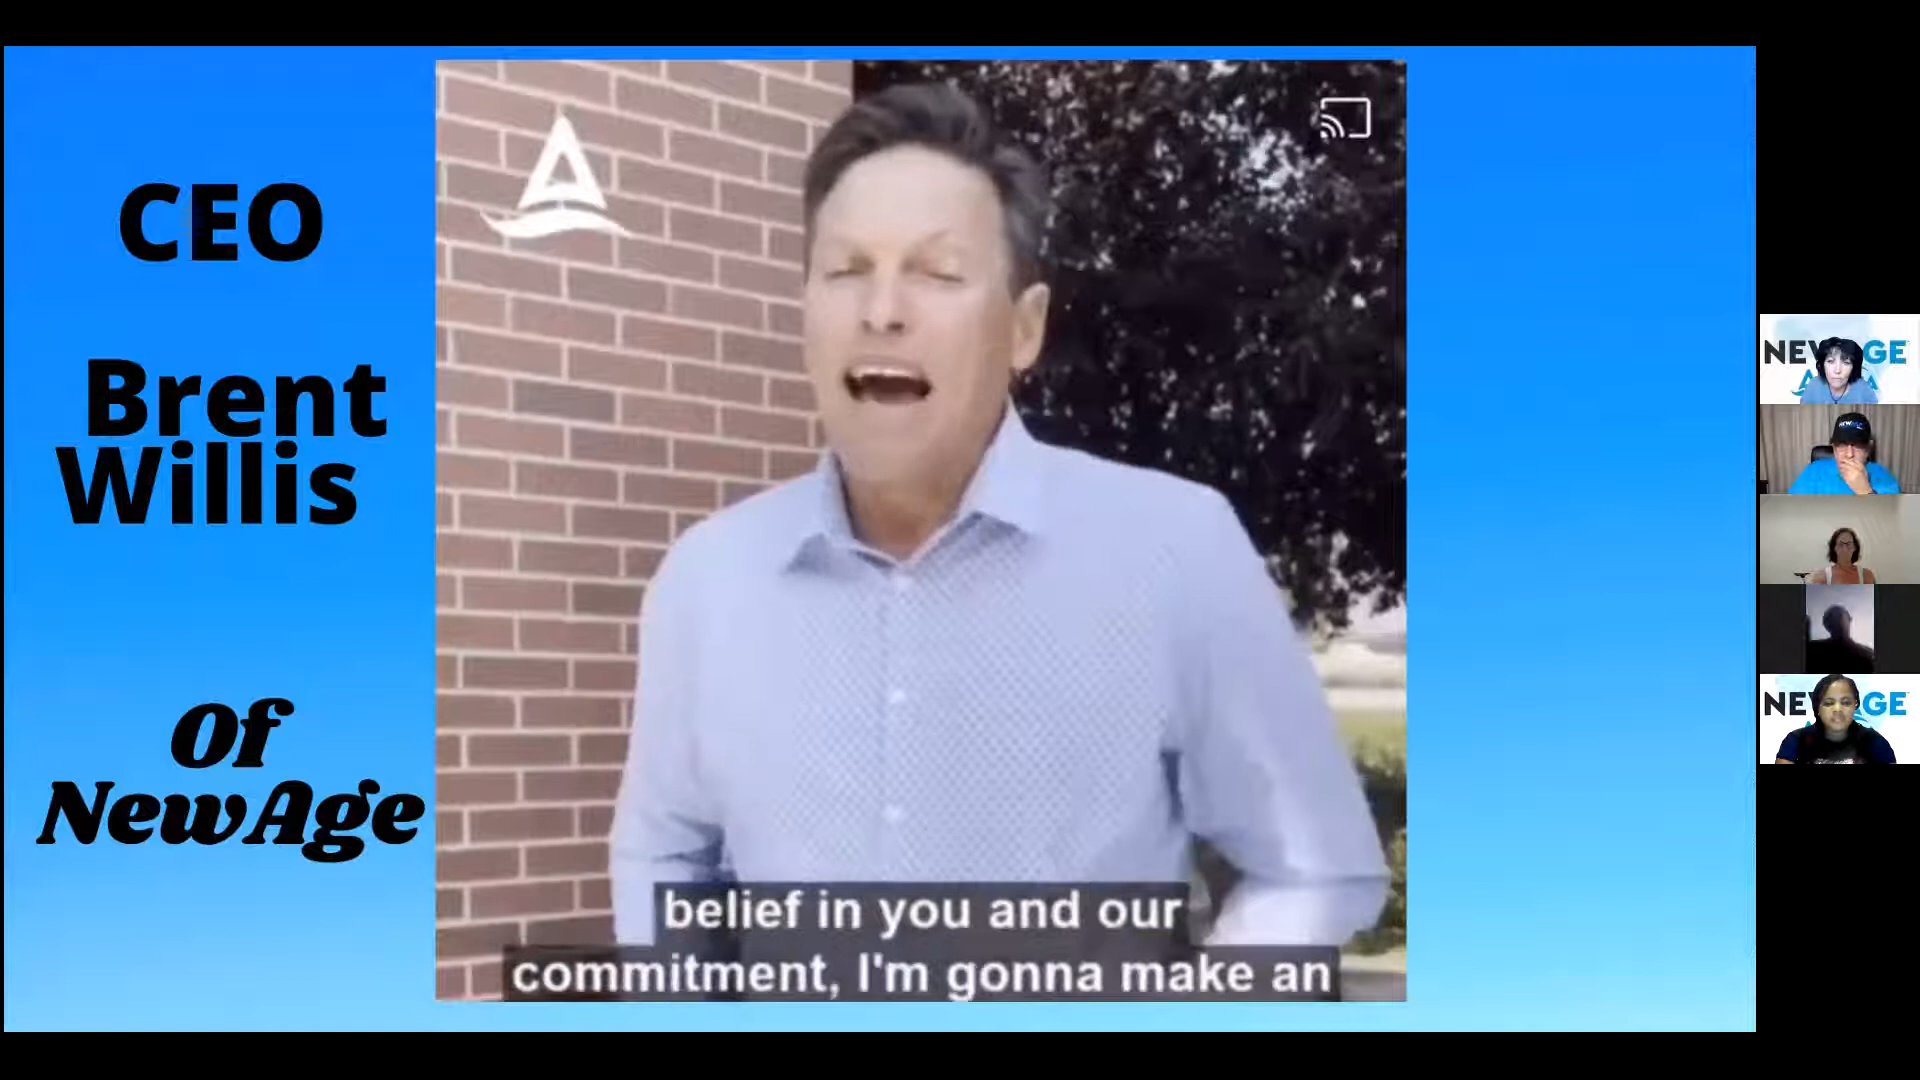 CEO
Brent
Willis
Of
NewAge
belief in you and our
commitment, I'm gonna make an